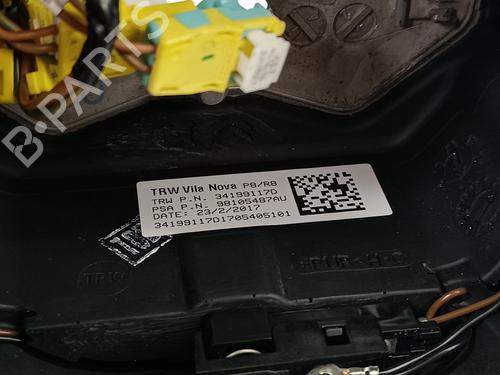 B-PARTS
TRW Vila Nova P8/R8
TRW P.N. 34199117D
PSA P.N. 98105487AU
DATE: 23/2/2017
34199117D1705405101
TRW